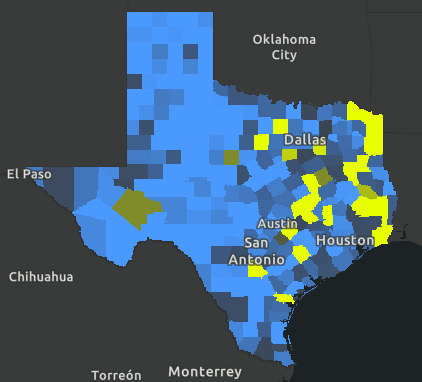 Oklahoma
City
Dallas
El Paso
Austin
San
Antonio
Houston
Chihuahua
Torreón
Monterrey